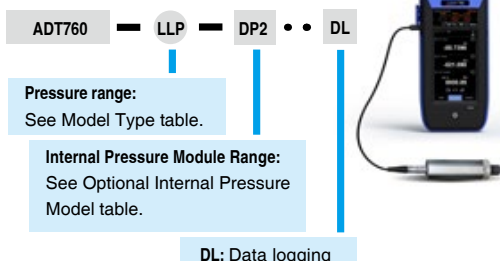 ADT760 — LLP — DP2 • • DL
Pressure range:
See Model Type table.
Internal Pressure Module Range:
See Optional Internal Pressure
Model table.
DL: Data logging